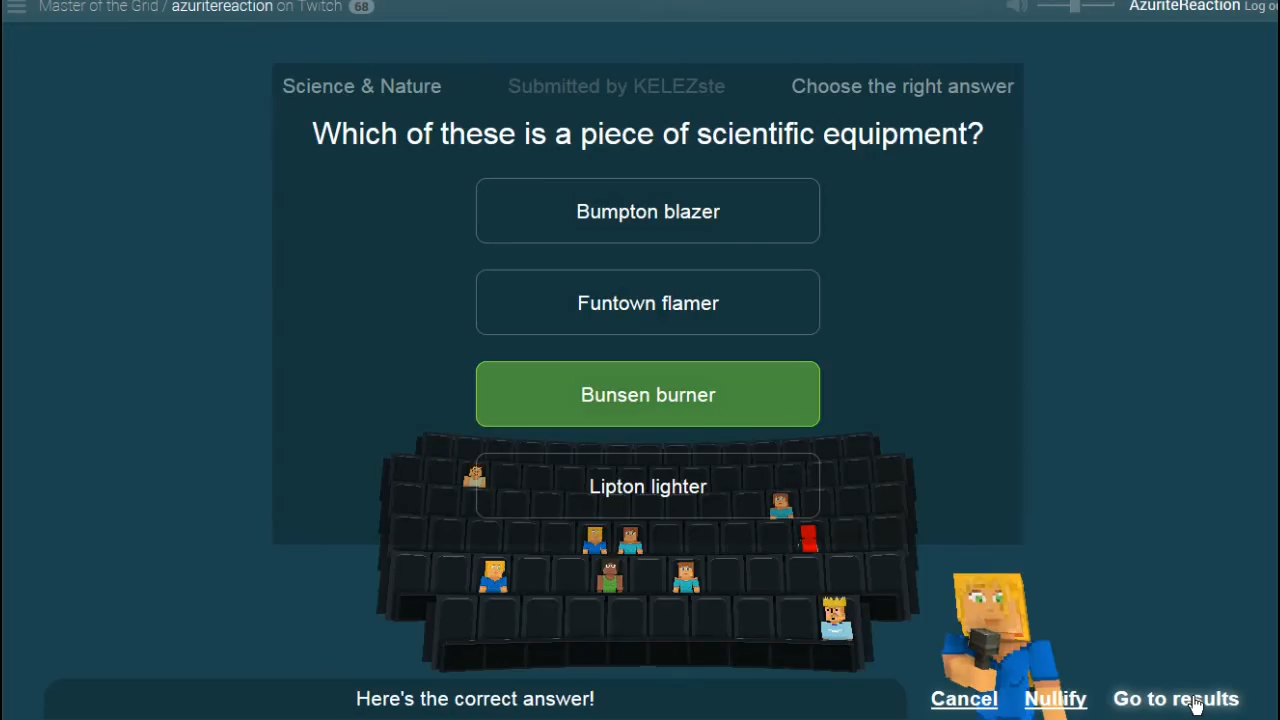 Master of the Grid / azuritereaction on Twitch 68
AzuriteReaction Log o
Science & Nature
Submitted by KELEZste
Choose the right answer
Which of these is a piece of scientific equipment?
Bumpton blazer
Funtown flamer
Bunsen burner
Lipton lighter
Here's the correct answer!
Cancel
Nullify
Go to results